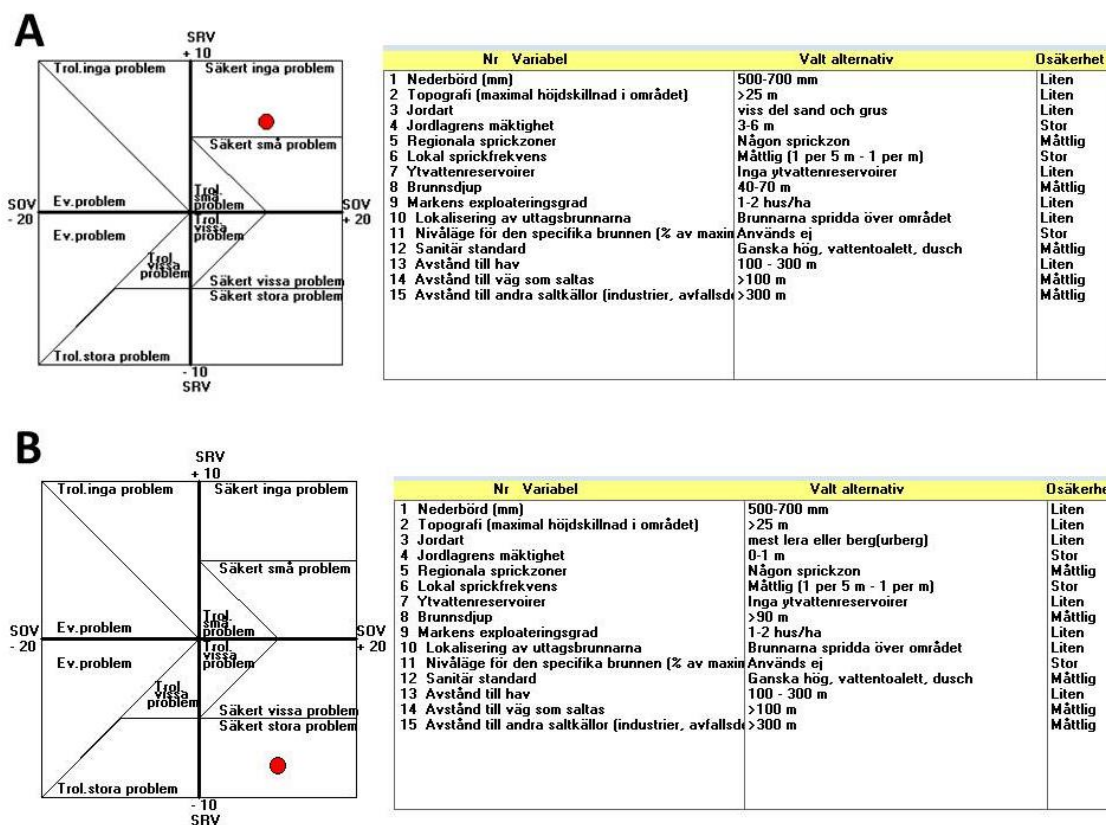 A
SRV
+ 10
Trol.inga problem
Säkert inga problem
Säkert små problem
Trol.
små
problem
SOV
- 20
Ev.problem
SOV
+ 20
Ev.problem
Trol.
vissa
problem
Trol.
vissa
problem
Säkert vissa problem
Säkert stora problem
Trol.stora problem
- 10
SRV
Nr Variabel Valt alternativ Osäkerhet
1 Nederbörd (mm) 500-700 mm Liten
2 Topografi (maximal höjdskillnad i området) >25 m Liten
3 Jordart viss del sand och grus Liten
4 Jordlagrens mäktighet 3-6 m Stor
5 Regionala sprickzoner Någon sprickzon Måttlig
6 Lokal sprickfrekvens Måttlig (1 per 5 m - 1 per m) Stor
7 Ytvattenreservoirer Inga ytvattenreservoirer Liten
8 Brunnsdjup 40-70 m Måttlig
9 Markens exploateringsgrad 1-2 hus/ha Liten
10 Lokalisering av uttagsbrunnarna Brunnarna spridda över området Liten
11 Nivåläge för den specifika brunnen (% av maxim Används ej Stor
12 Sanitär standard Ganska hög, vattentoalett, dusch Måttlig
13 Avstånd till hav 100 - 300 m Liten
14 Avstånd till väg som saltas >100 m Måttlig
15 Avstånd till andra saltkällor (industrier, avfallsde >300 m Måttlig
B
SRV
+ 10
Trol.inga problem
Säkert inga problem
Säkert små problem
Trol.
små
problem
SOV
- 20
Ev.problem
SOV
+ 20
Ev.problem
Trol.
vissa
problem
Trol.
vissa
problem
Säkert vissa problem
Säkert stora problem
Trol.stora problem
- 10
SRV
Nr Variabel Valt alternativ Osäkerhe
1 Nederbörd (mm) 500-700 mm Liten
2 Topografi (maximal höjdskillnad i området) >25 m Liten
3 Jordart mest lera eller berg(urberg) Liten
4 Jordlagrens mäktighet 0-1 m Stor
5 Regionala sprickzoner Någon sprickzon Måttlig
6 Lokal sprickfrekvens Måttlig (1 per 5 m - 1 per m) Stor
7 Ytvattenreservoirer Inga ytvattenreservoirer Liten
8 Brunnsdjup >90 m Måttlig
9 Markens exploateringsgrad 1-2 hus/ha Liten
10 Lokalisering av uttagsbrunnarna Brunnarna spridda över området Liten
11 Nivåläge för den specifika brunnen (% av maxim Används ej Stor
12 Sanitär standard Ganska hög, vattentoalett, dusch Måttlig
13 Avstånd till hav 100 - 300 m Liten
14 Avstånd till väg som saltas >100 m Måttlig
15 Avstånd till andra saltkällor (industrier, avfallsde >300 m Måttlig